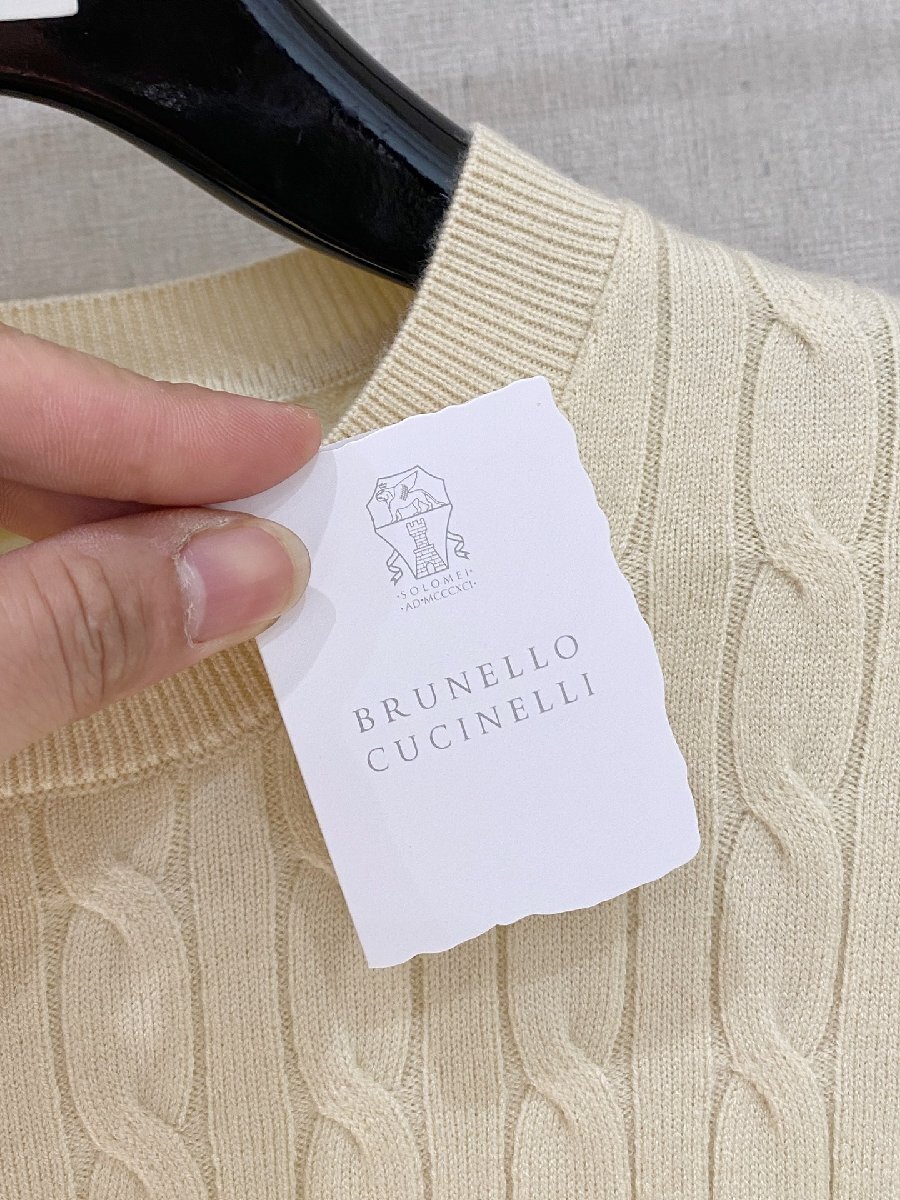 ·SOLOMEI·
·AD·MCCCXCI·
BRUNELLO
CUCINELLI